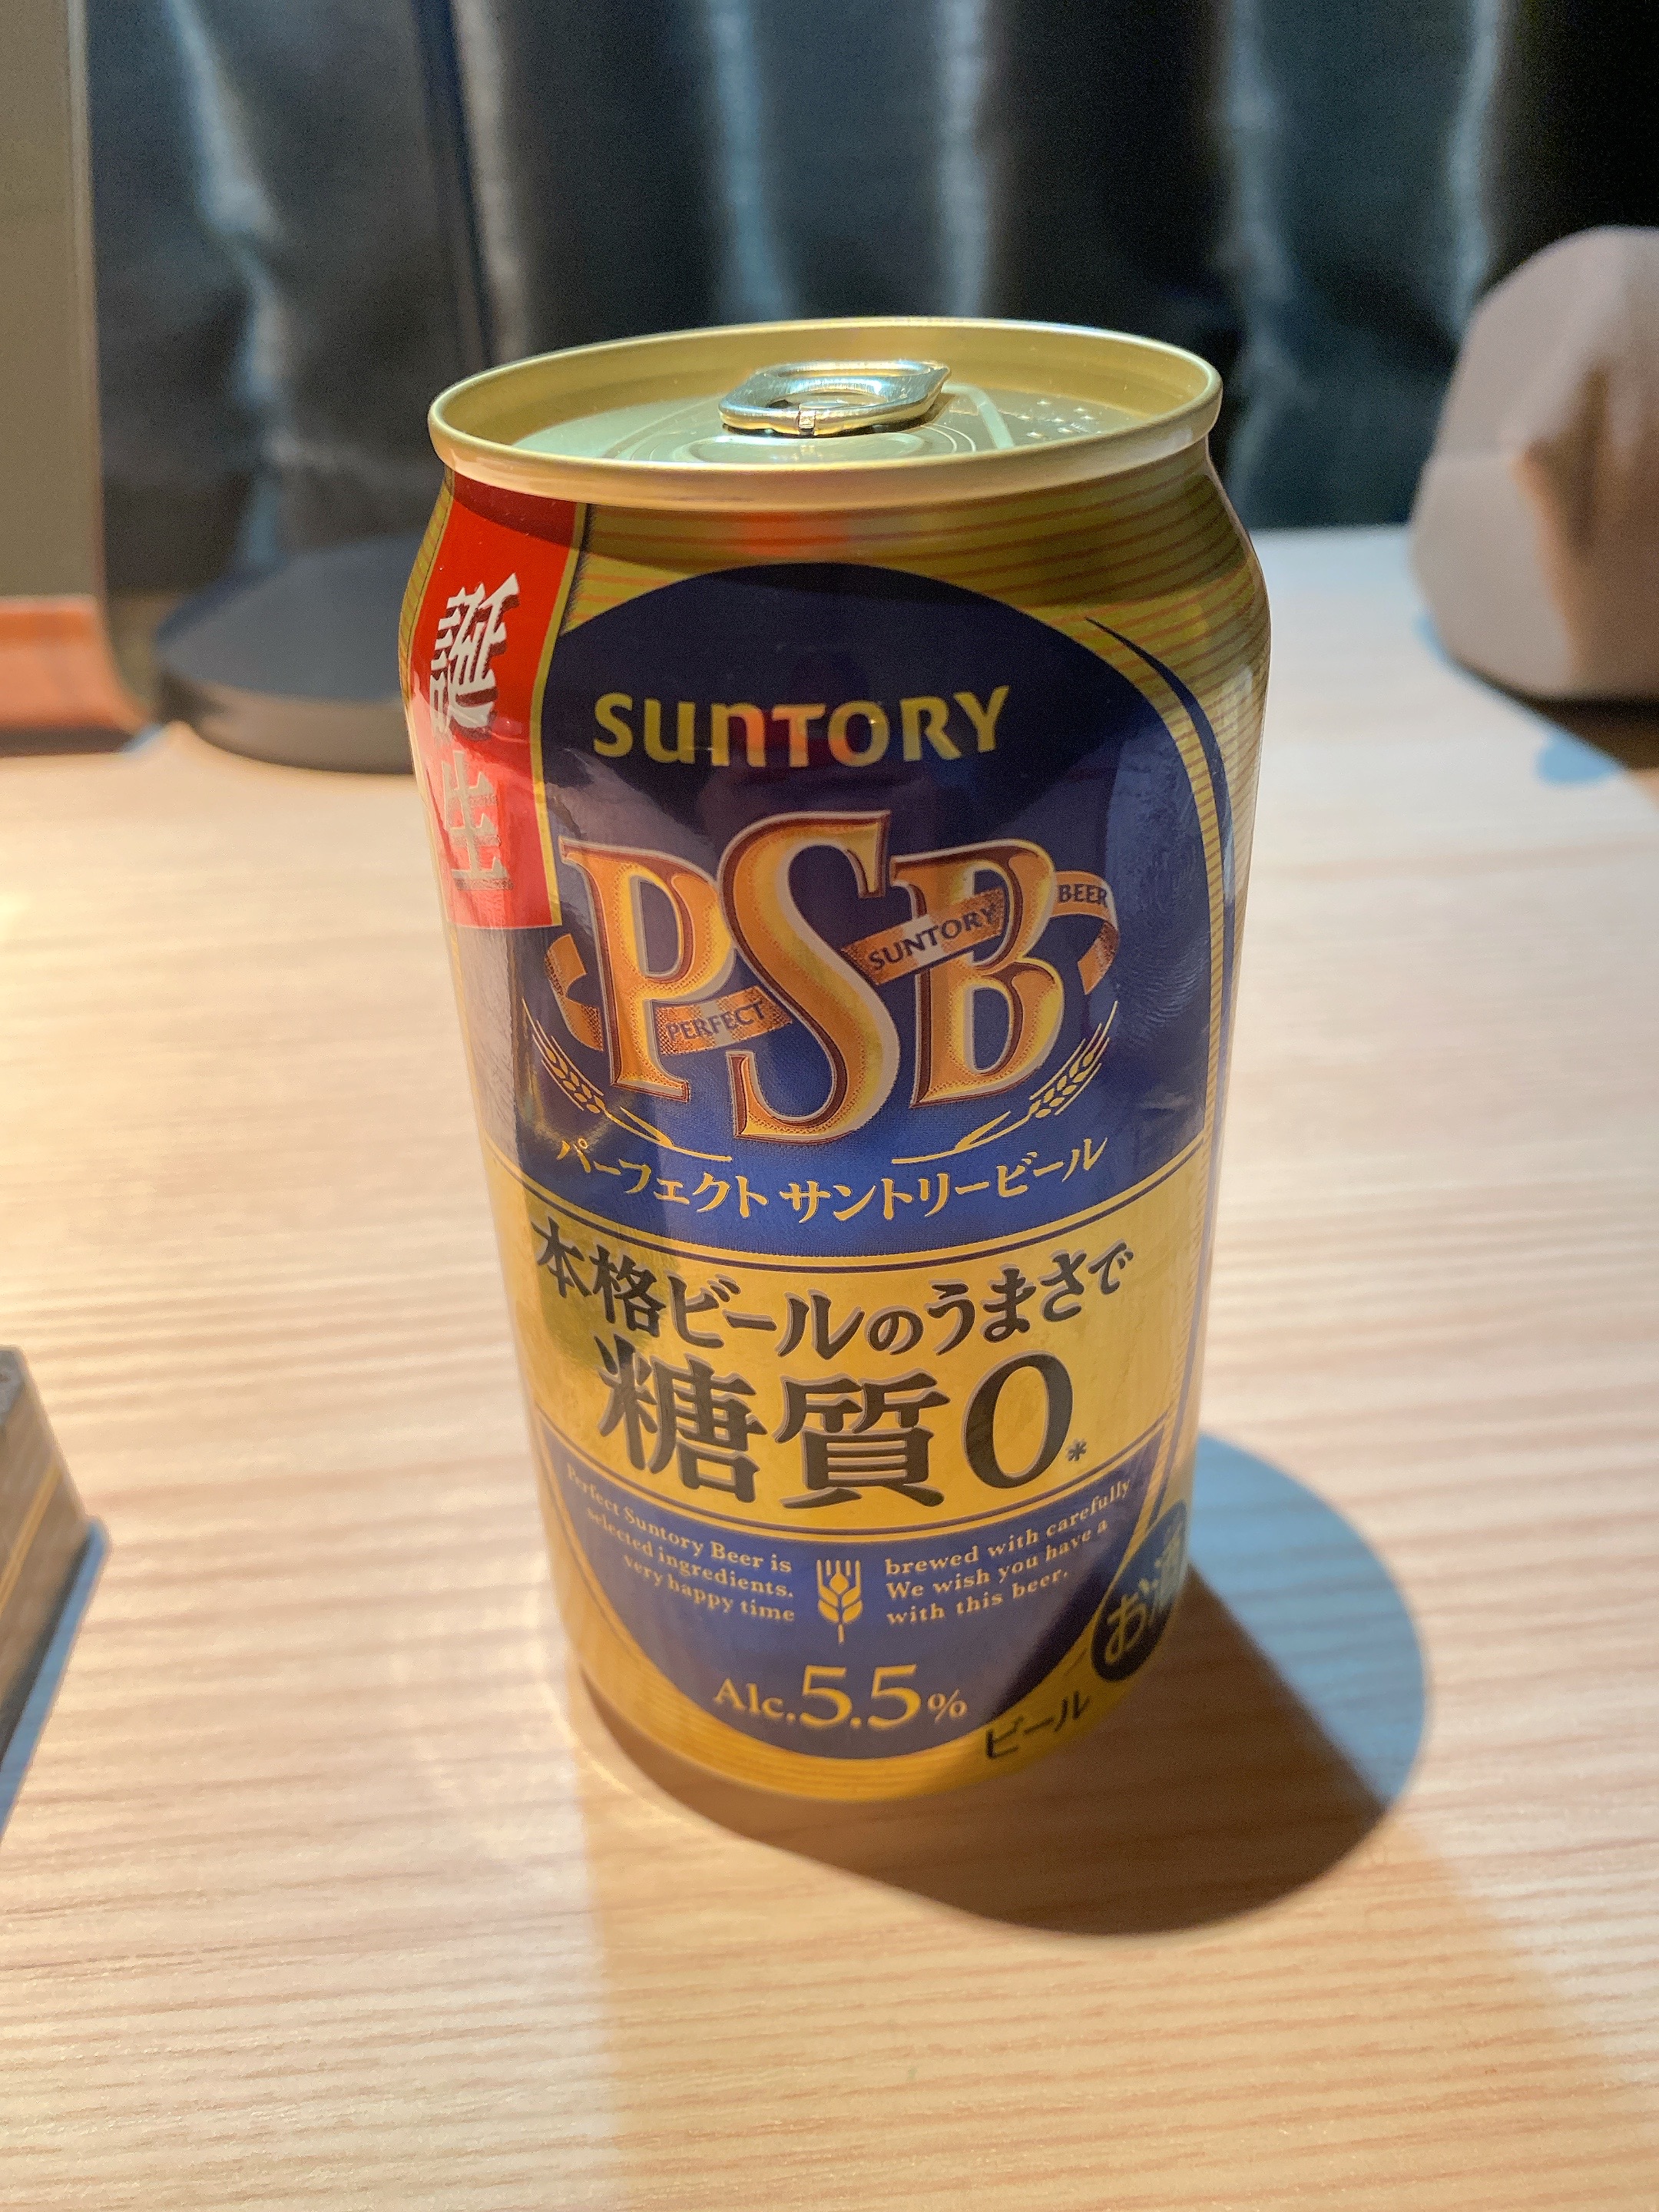 誕生
SUNTORY
PSB
PERFECT SUNTORY BEER
パーフェクト サントリービール
本格ビールのうまさで
糖質0*
Perfect Suntory Beer is brewed with carefully
selected ingredients. We wish you have a
very happy time with this beer.
Alc.5.5%
お酒
ビール